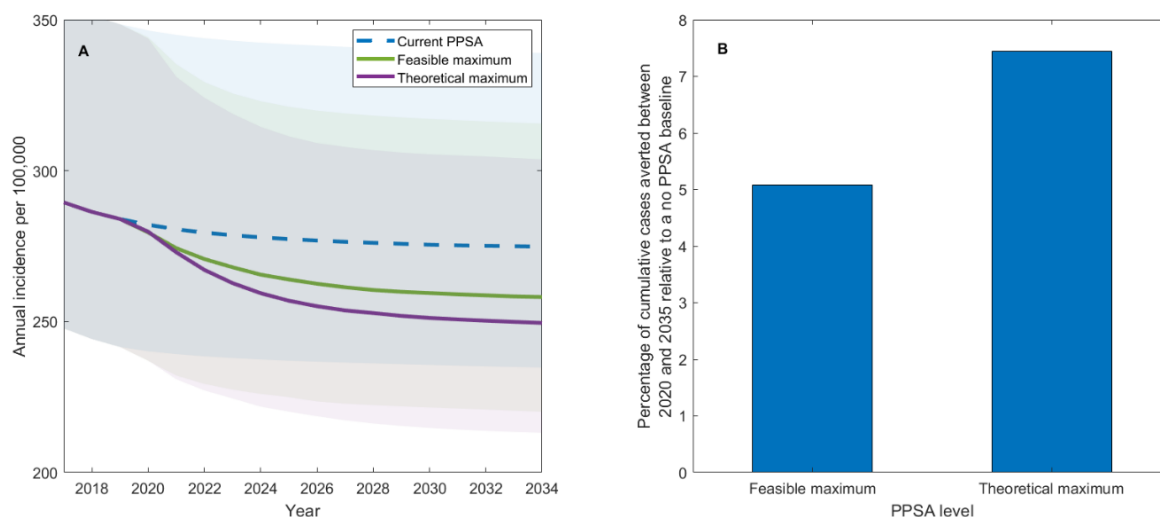 A
350
300
250
200
Annual incidence per 100,000
Current PPSA
Feasible maximum
Theoretical maximum
2018 2020 2022 2024 2026 2028 2030 2032 2034
Year
B
8
7
6
5
4
3
2
1
0
Percentage of cumulative cases averted between
2020 and 2035 relative to a no PPSA baseline
Feasible maximum Theoretical maximum
PPSA level